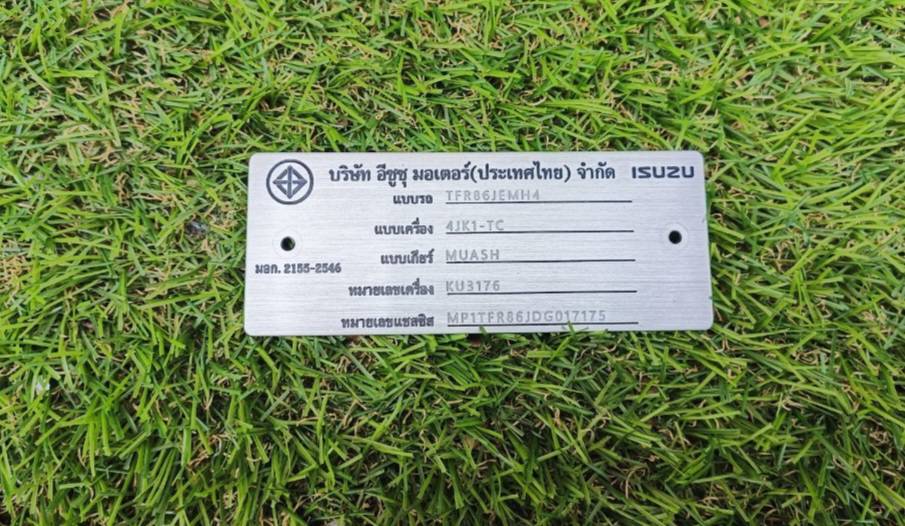 บริษัท อีซูซุ มอเตอร์(ประเทศไทย) จำกัด ISUZU
แบบรถ TFR86JEMH4
แบบเครื่อง 4JK1-TC
แบบเกียร์ MUA5H
มอก. 2155-2546
หมายเลขเครื่อง KU3176
หมายเลขแชสซิส MP1TFR86JDG017175